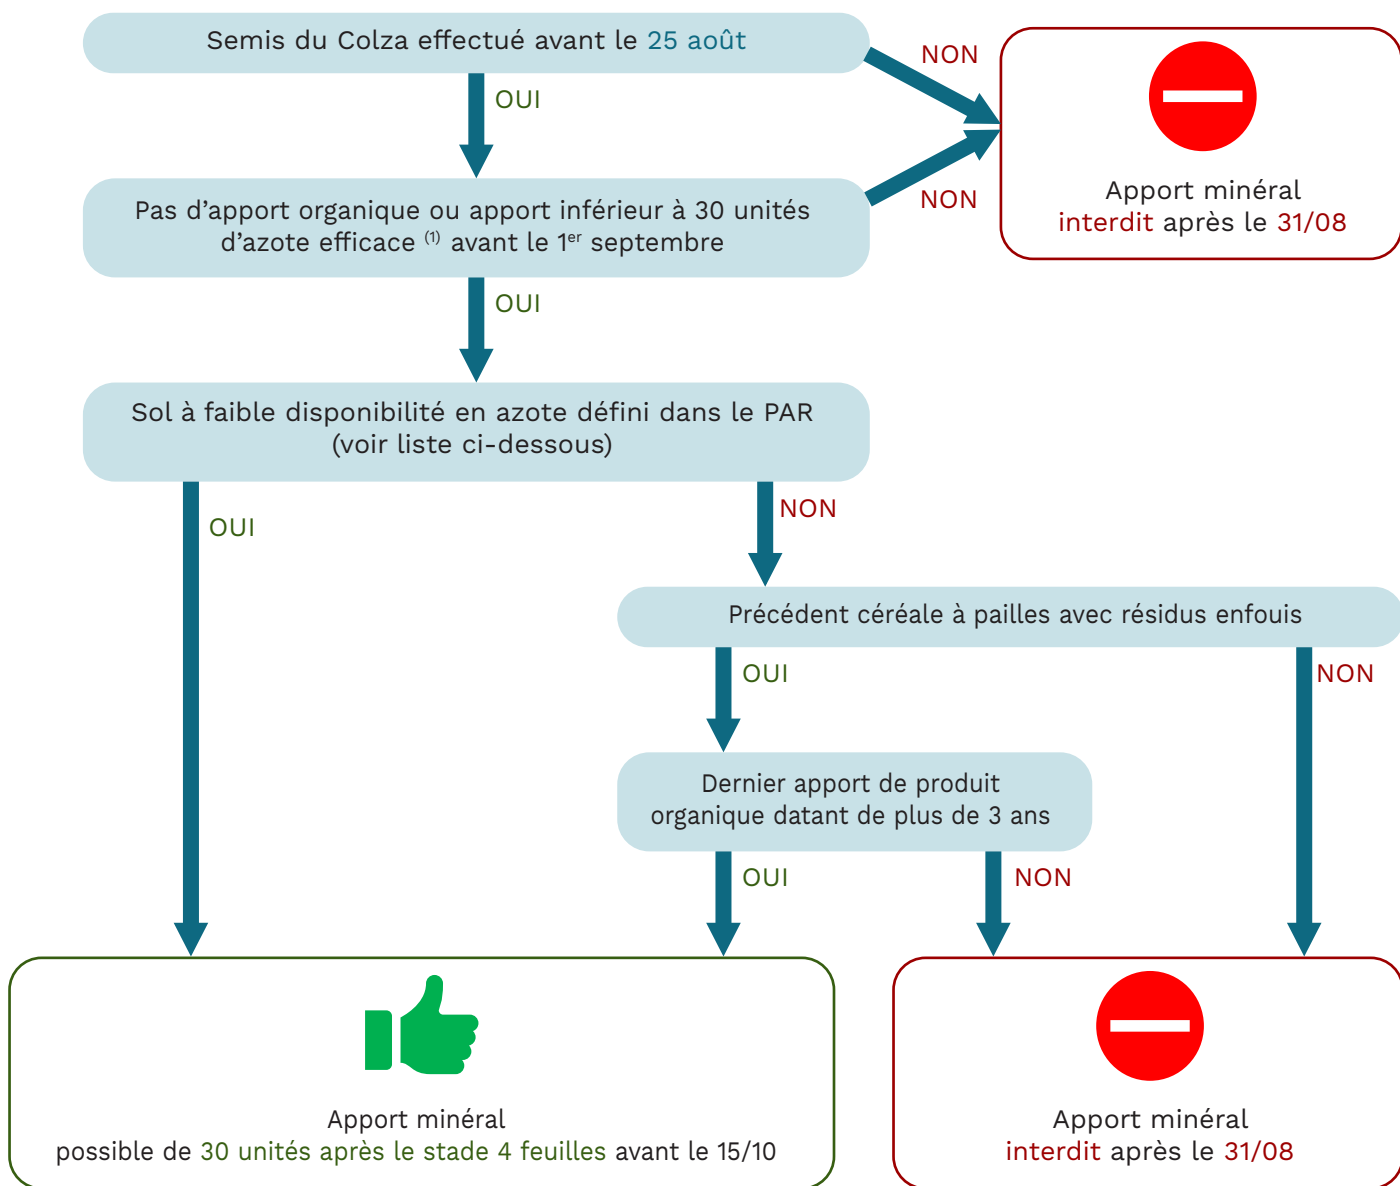 Semis du Colza effectué avant le 25 août
NON
OUI
Apport minéral
interdit après le 31/08
Pas d’apport organique ou apport inférieur à 30 unités
d’azote efficace (1) avant le 1er septembre
NON
OUI
Sol à faible disponibilité en azote défini dans le PAR
(voir liste ci-dessous)
OUI
NON
Précédent céréale à pailles avec résidus enfouis
OUI
NON
Dernier apport de produit
organique datant de plus de 3 ans
OUI
NON
Apport minéral
possible de 30 unités après le stade 4 feuilles avant le 15/10
Apport minéral
interdit après le 31/08